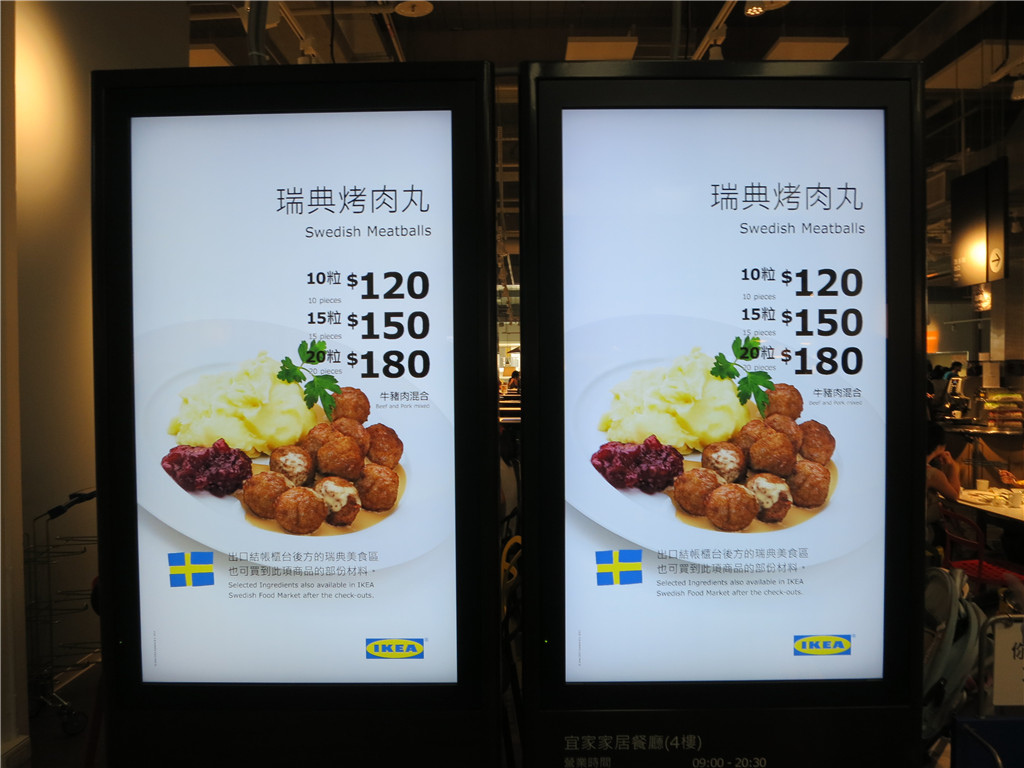 瑞典烤肉丸
Swedish Meatballs
10粒 $120
10 pieces
15粒 $150
15 pieces
20粒 $180
20 pieces
牛豬肉混合
Beef and Pork mixed
出口結帳櫃台後方的瑞典美食區
也可買到此項商品的部份材料。
Selected Ingredients also available in IKEA
Swedish Food Market after the check-outs.
IKEA
瑞典烤肉丸
Swedish Meatballs
10粒 $120
10 pieces
15粒 $150
15 pieces
20粒 $180
20 pieces
牛豬肉混合
Beef and Pork mixed
出口結帳櫃台後方的瑞典美食區
也可買到此項商品的部份材料。
Selected Ingredients also available in IKEA
Swedish Food Market after the check-outs.
IKEA
宜家家居餐廳(4樓)
營業時間 09:00 - 20:30
你